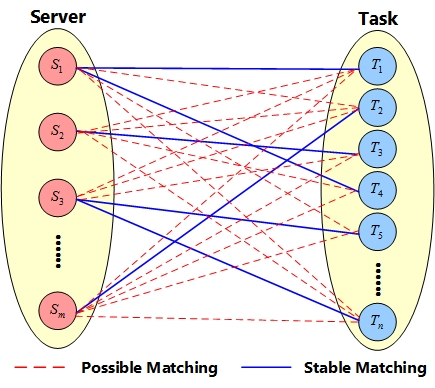 Server Task
S1 T1
T2
S2
T3
S3 T4
T5
Sm Tn
Possible Matching Stable Matching